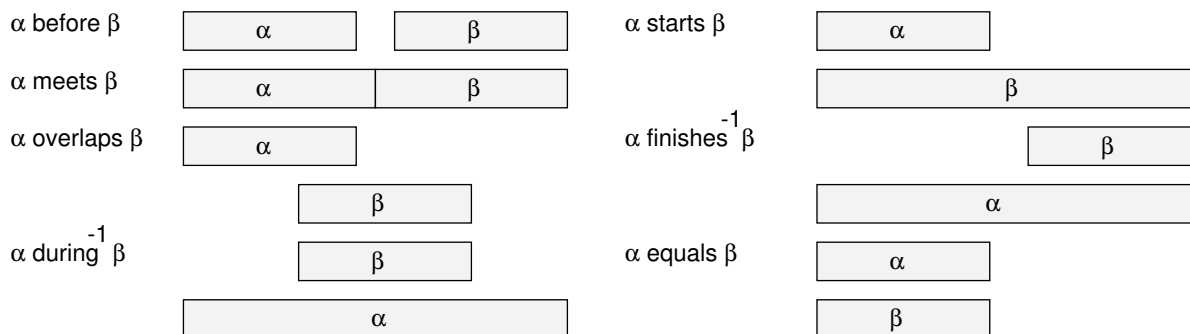 α before β
α
β
α meets β
α
β
α overlaps β
α
β
α during⁻¹ β
β
α
α starts β
α
β
α finishes⁻¹ β
β
α
α equals β
α
β